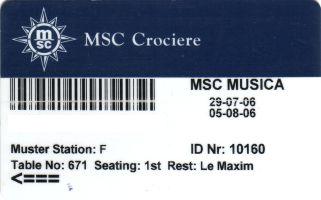 msc
MSC Crociere
MSC MUSICA
29-07-06
05-08-06
Muster Station: F ID Nr: 10160
Table No: 671 Seating: 1st Rest: Le Maxim
<===